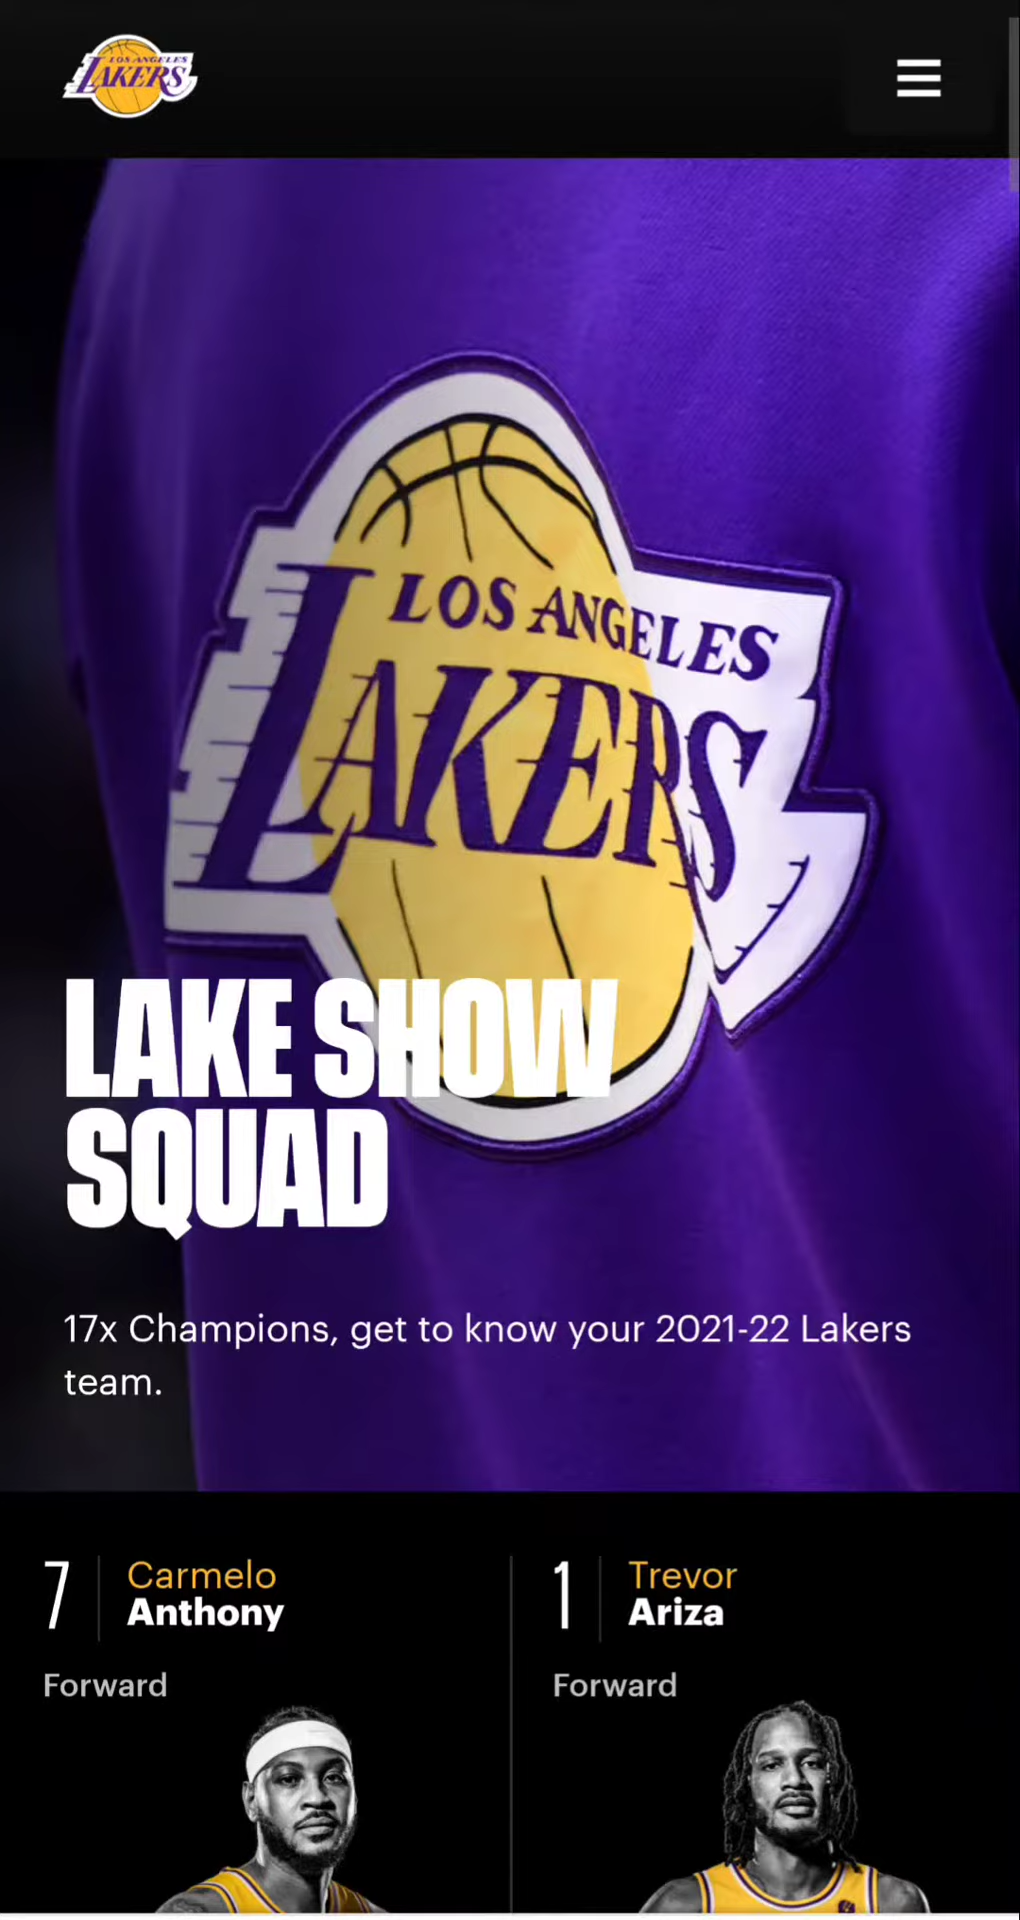 LOS ANGELES
LAKERS
LOS ANGELES
LAKERS
LAKE SHOW
SQUAD
17x Champions, get to know your 2021-22 Lakers
team.
7
Carmelo
Anthony
Forward
1
Trevor
Ariza
Forward